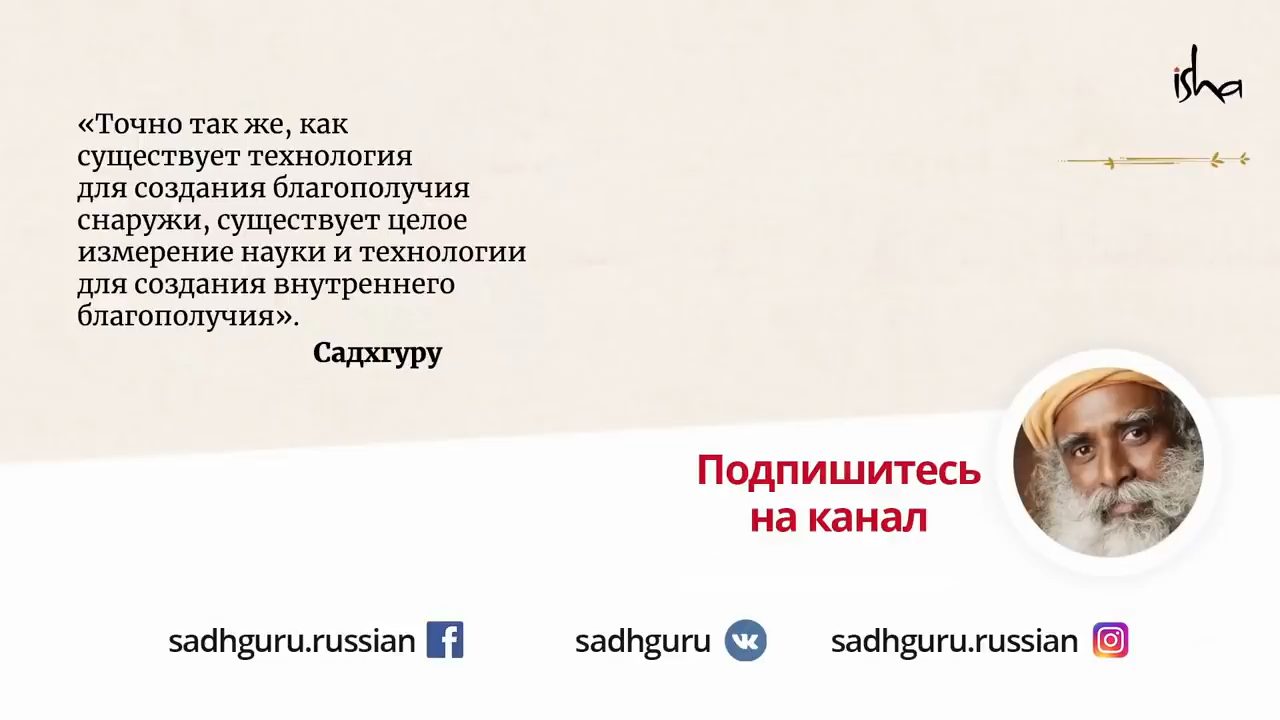 isha
«Точно так же, как
существует технология
для создания благополучия
снаружи, существует целое
измерение науки и технологии
для создания внутреннего
благополучия».
Садхгуру
Подпишитесь
на канал
sadhguru.russian
sadhguru
sadhguru.russian